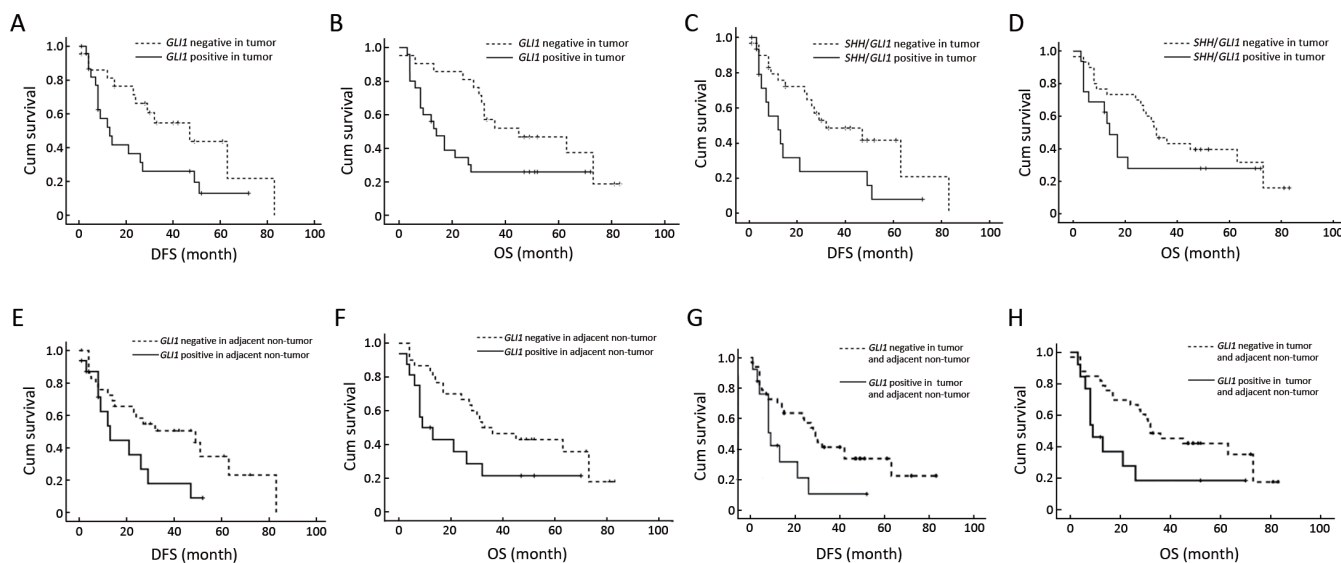 A
GLI1 negative in tumor
GLI1 positive in tumor
Cum survival
1.0
0.8
0.6
0.4
0.2
0
0 20 40 60 80 100
DFS (month)
B
GLI1 negative in tumor
GLI1 positive in tumor
Cum survival
1.0
0.8
0.6
0.4
0.2
0
0 20 40 60 80 100
OS (month)
C
SHH/GLI1 negative in tumor
SHH/GLI1 positive in tumor
Cum survival
1.0
0.8
0.6
0.4
0.2
0
0 20 40 60 80 100
DFS (month)
D
SHH/GLI1 negative in tumor
SHH/GLI1 positive in tumor
Cum survival
1.0
0.8
0.6
0.4
0.2
0
0 20 40 60 80 100
OS (month)
E
GLI1 negative in adjacent non-tumor
GLI1 positive in adjacent non-tumor
Cum survival
1.0
0.8
0.6
0.4
0.2
0
0 20 40 60 80 100
DFS (month)
F
GLI1 negative in adjacent non-tumor
GLI1 positive in adjacent non-tumor
Cum survival
1.0
0.8
0.6
0.4
0.2
0
0 20 40 60 80 100
OS (month)
G
GLI1 negative in tumor
and adjacent non-tumor
GLI1 positive in tumor
and adjacent non-tumor
Cum survival
1.0
0.8
0.6
0.4
0.2
0
0 20 40 60 80 100
DFS (month)
H
GLI1 negative in tumor
and adjacent non-tumor
GLI1 positive in tumor
and adjacent non-tumor
Cum survival
1.0
0.8
0.6
0.4
0.2
0
0 20 40 60 80 100
OS (month)